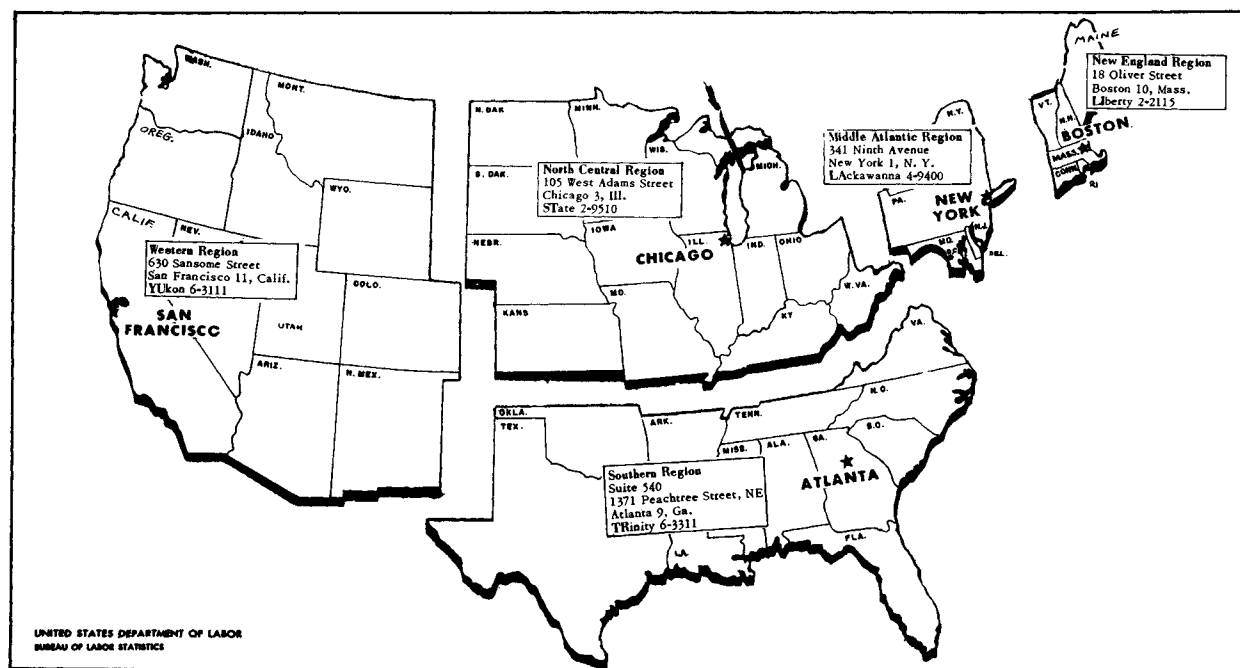 MAINE
New England Region
18 Oliver Street
Boston 10, Mass.
LIberty 2-2115
VT.
N.H.
BOSTON.
MASS.
CONN.
RI
N.Y.
Middle Atlantic Region
341 Ninth Avenue
New York 1, N. Y.
LAckawanna 4-9400
PA.
NEW
YORK
N.J.
MD.
DEL.
WASH.
MONT.
OREG.
IDAHO
WYO.
CALIF.
NEV.
Western Region
630 Sansome Street
San Francisco 11, Calif.
YUkon 6-3111
SAN
FRANCISCO
UTAH
COLO.
ARIZ.
N. MEX.
N. DAK
MINN.
WIS.
MICH.
S. DAK.
North Central Region
105 West Adams Street
Chicago 3, Ill.
STate 2-9510
IOWA
NEBR.
ILL.
IND.
OHIO
CHICAGO
MO.
W. VA.
KANS
KY
VA.
OKLA.
TEX.
ARK.
TENN.
N.C.
S.C.
MISS.
ALA.
GA.
ATLANTA
Southern Region
Suite 540
1371 Peachtree Street, NE
Atlanta 9, Ga.
TRinity 6-3311
LA.
FLA.
UNITED STATES DEPARTMENT OF LABOR
BUREAU OF LABOR STATISTICS